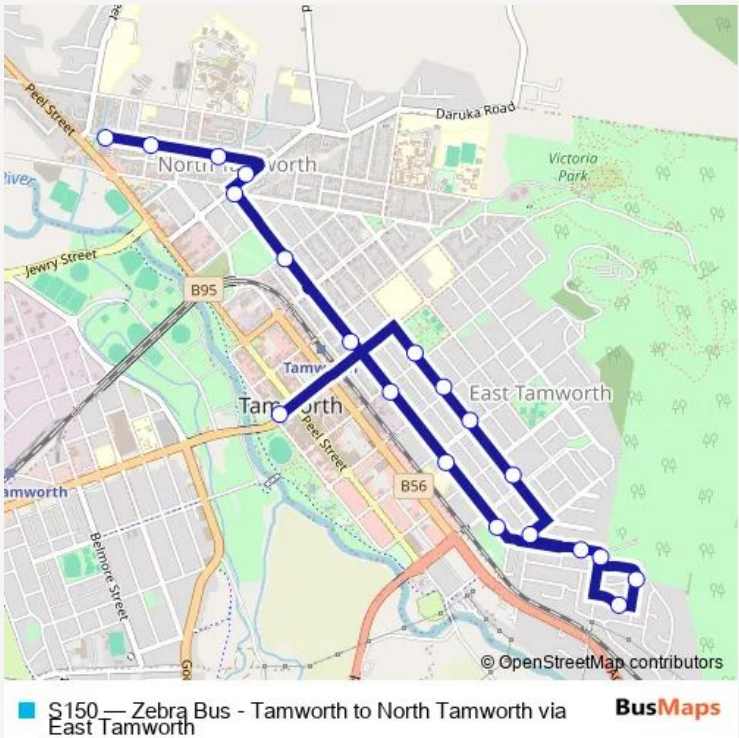 Peel Street
Daruka Road
North Tamworth
Victoria
Park
River
Jewry Street
B95
East Tamworth
Tamworth
Peel Street
B56
amworth
Belmore Street
© OpenStreetMap contributors
S150 — Zebra Bus - Tamworth to North Tamworth via
East Tamworth
BusMaps